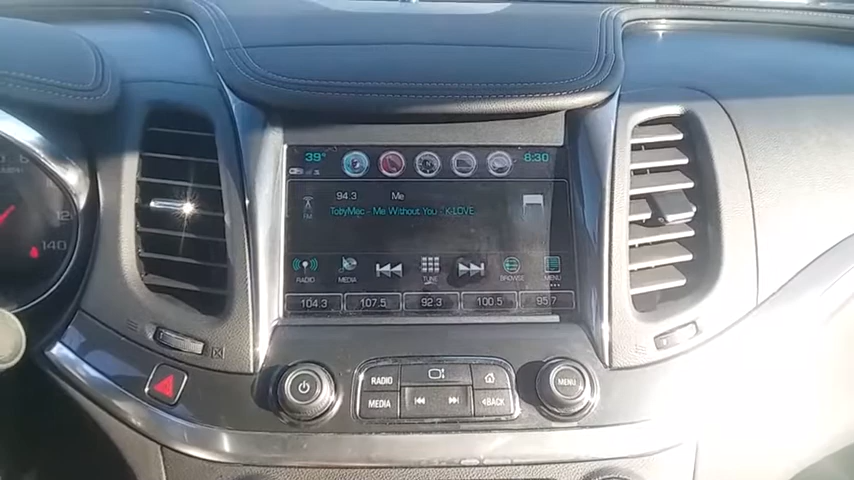 39°
8:30
94.3
Me
FM
TobyMac - Me Without You - K-LOVE
RADIO
MEDIA
TUNE
BROWSE
MENU
104.3
107.5
92.3
100.5
95.7
120
140
RADIO
MEDIA
BACK
MENU